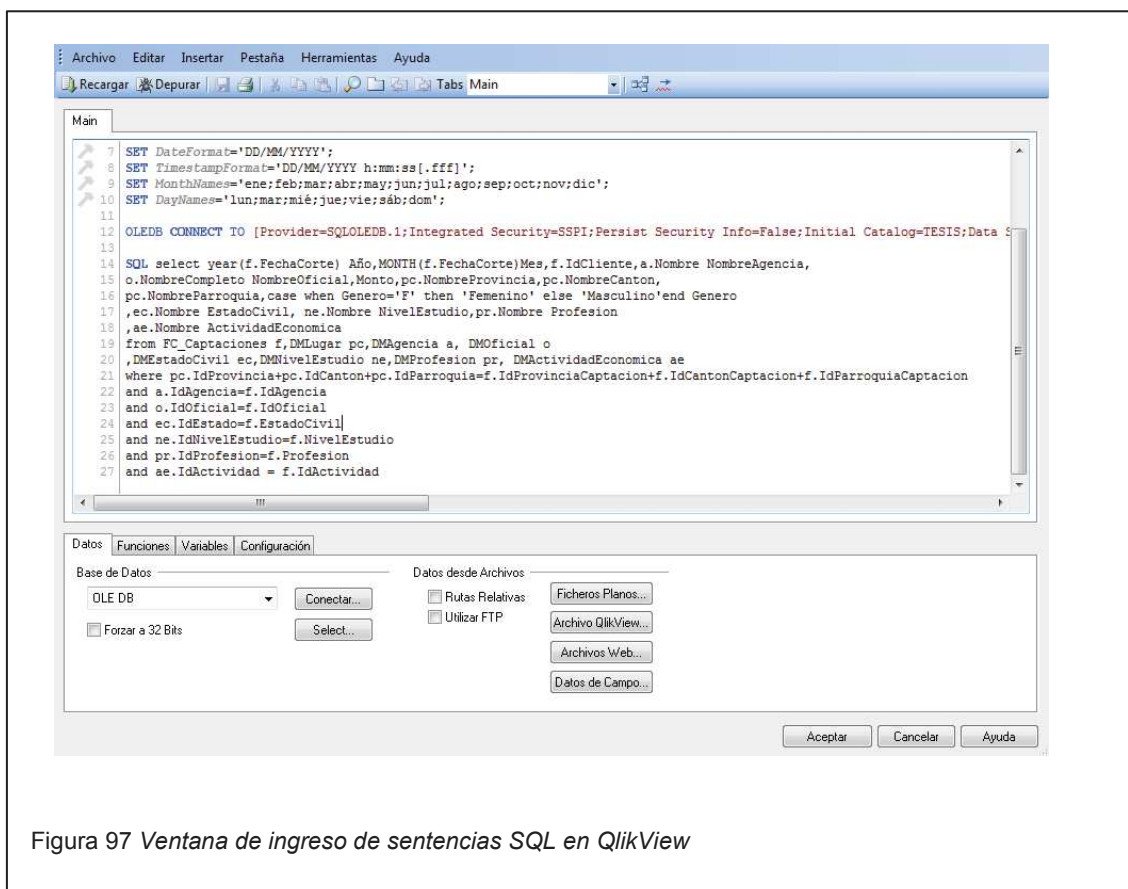 Archivo Editar Insertar Pestaña Herramientas Ayuda
Recargar Depurar Tabs Main
Main
7 SET DateFormat='DD/MM/YYYY';
8 SET TimestampFormat='DD/MM/YYYY h:mm:ss[.fff]';
9 SET MonthNames='ene;feb;mar;abr;may;jun;jul;ago;sep;oct;nov;dic';
10 SET DayNames='lun;mar;mié;jue;vie;sáb;dom';
11
12 OLEDB CONNECT TO [Provider=SQLOLEDB.1;Integrated Security=SSPI;Persist Security Info=False;Initial Catalog=TESIS;Data S
13
14 SQL select year(f.FechaCorte) Año,MONTH(f.FechaCorte)Mes,f.IdCliente,a.Nombre NombreAgencia,
15 o.NombreCompleto NombreOficial,Monto,pc.NombreProvincia,pc.NombreCanton,
16 pc.NombreParroquia,case when Genero='F' then 'Femenino' else 'Masculino'end Genero
17 ,ec.Nombre EstadoCivil, ne.Nombre NivelEstudio,pr.Nombre Profesion
18 ,ae.Nombre ActividadEconomica
19 from FC_Captaciones f,DMLugar pc,DMAgencia a, DMOficial o
20 ,DMEstadoCivil ec,DMNivelEstudio ne,DMProfesion pr, DMActividadEconomica ae
21 where pc.IdProvincia+pc.IdCanton+pc.IdParroquia=f.IdProvinciaCaptacion+f.IdCantonCaptacion+f.IdParroquiaCaptacion
22 and a.IdAgencia=f.IdAgencia
23 and o.IdOficial=f.IdOficial
24 and ec.IdEstado=f.EstadoCivil
25 and ne.IdNivelEstudio=f.NivelEstudio
26 and pr.IdProfesion=f.Profesion
27 and ae.IdActividad = f.IdActividad
Datos Funciones Variables Configuración
Base de Datos Datos desde Archivos
OLE DB Conectar... Rutas Relativas Ficheros Planos...
Forzar a 32 Bits Select... Utilizar FTP Archivo QlikView...
Archivos Web...
Datos de Campo...
Aceptar Cancelar Ayuda
Figura 97 Ventana de ingreso de sentencias SQL en QlikView